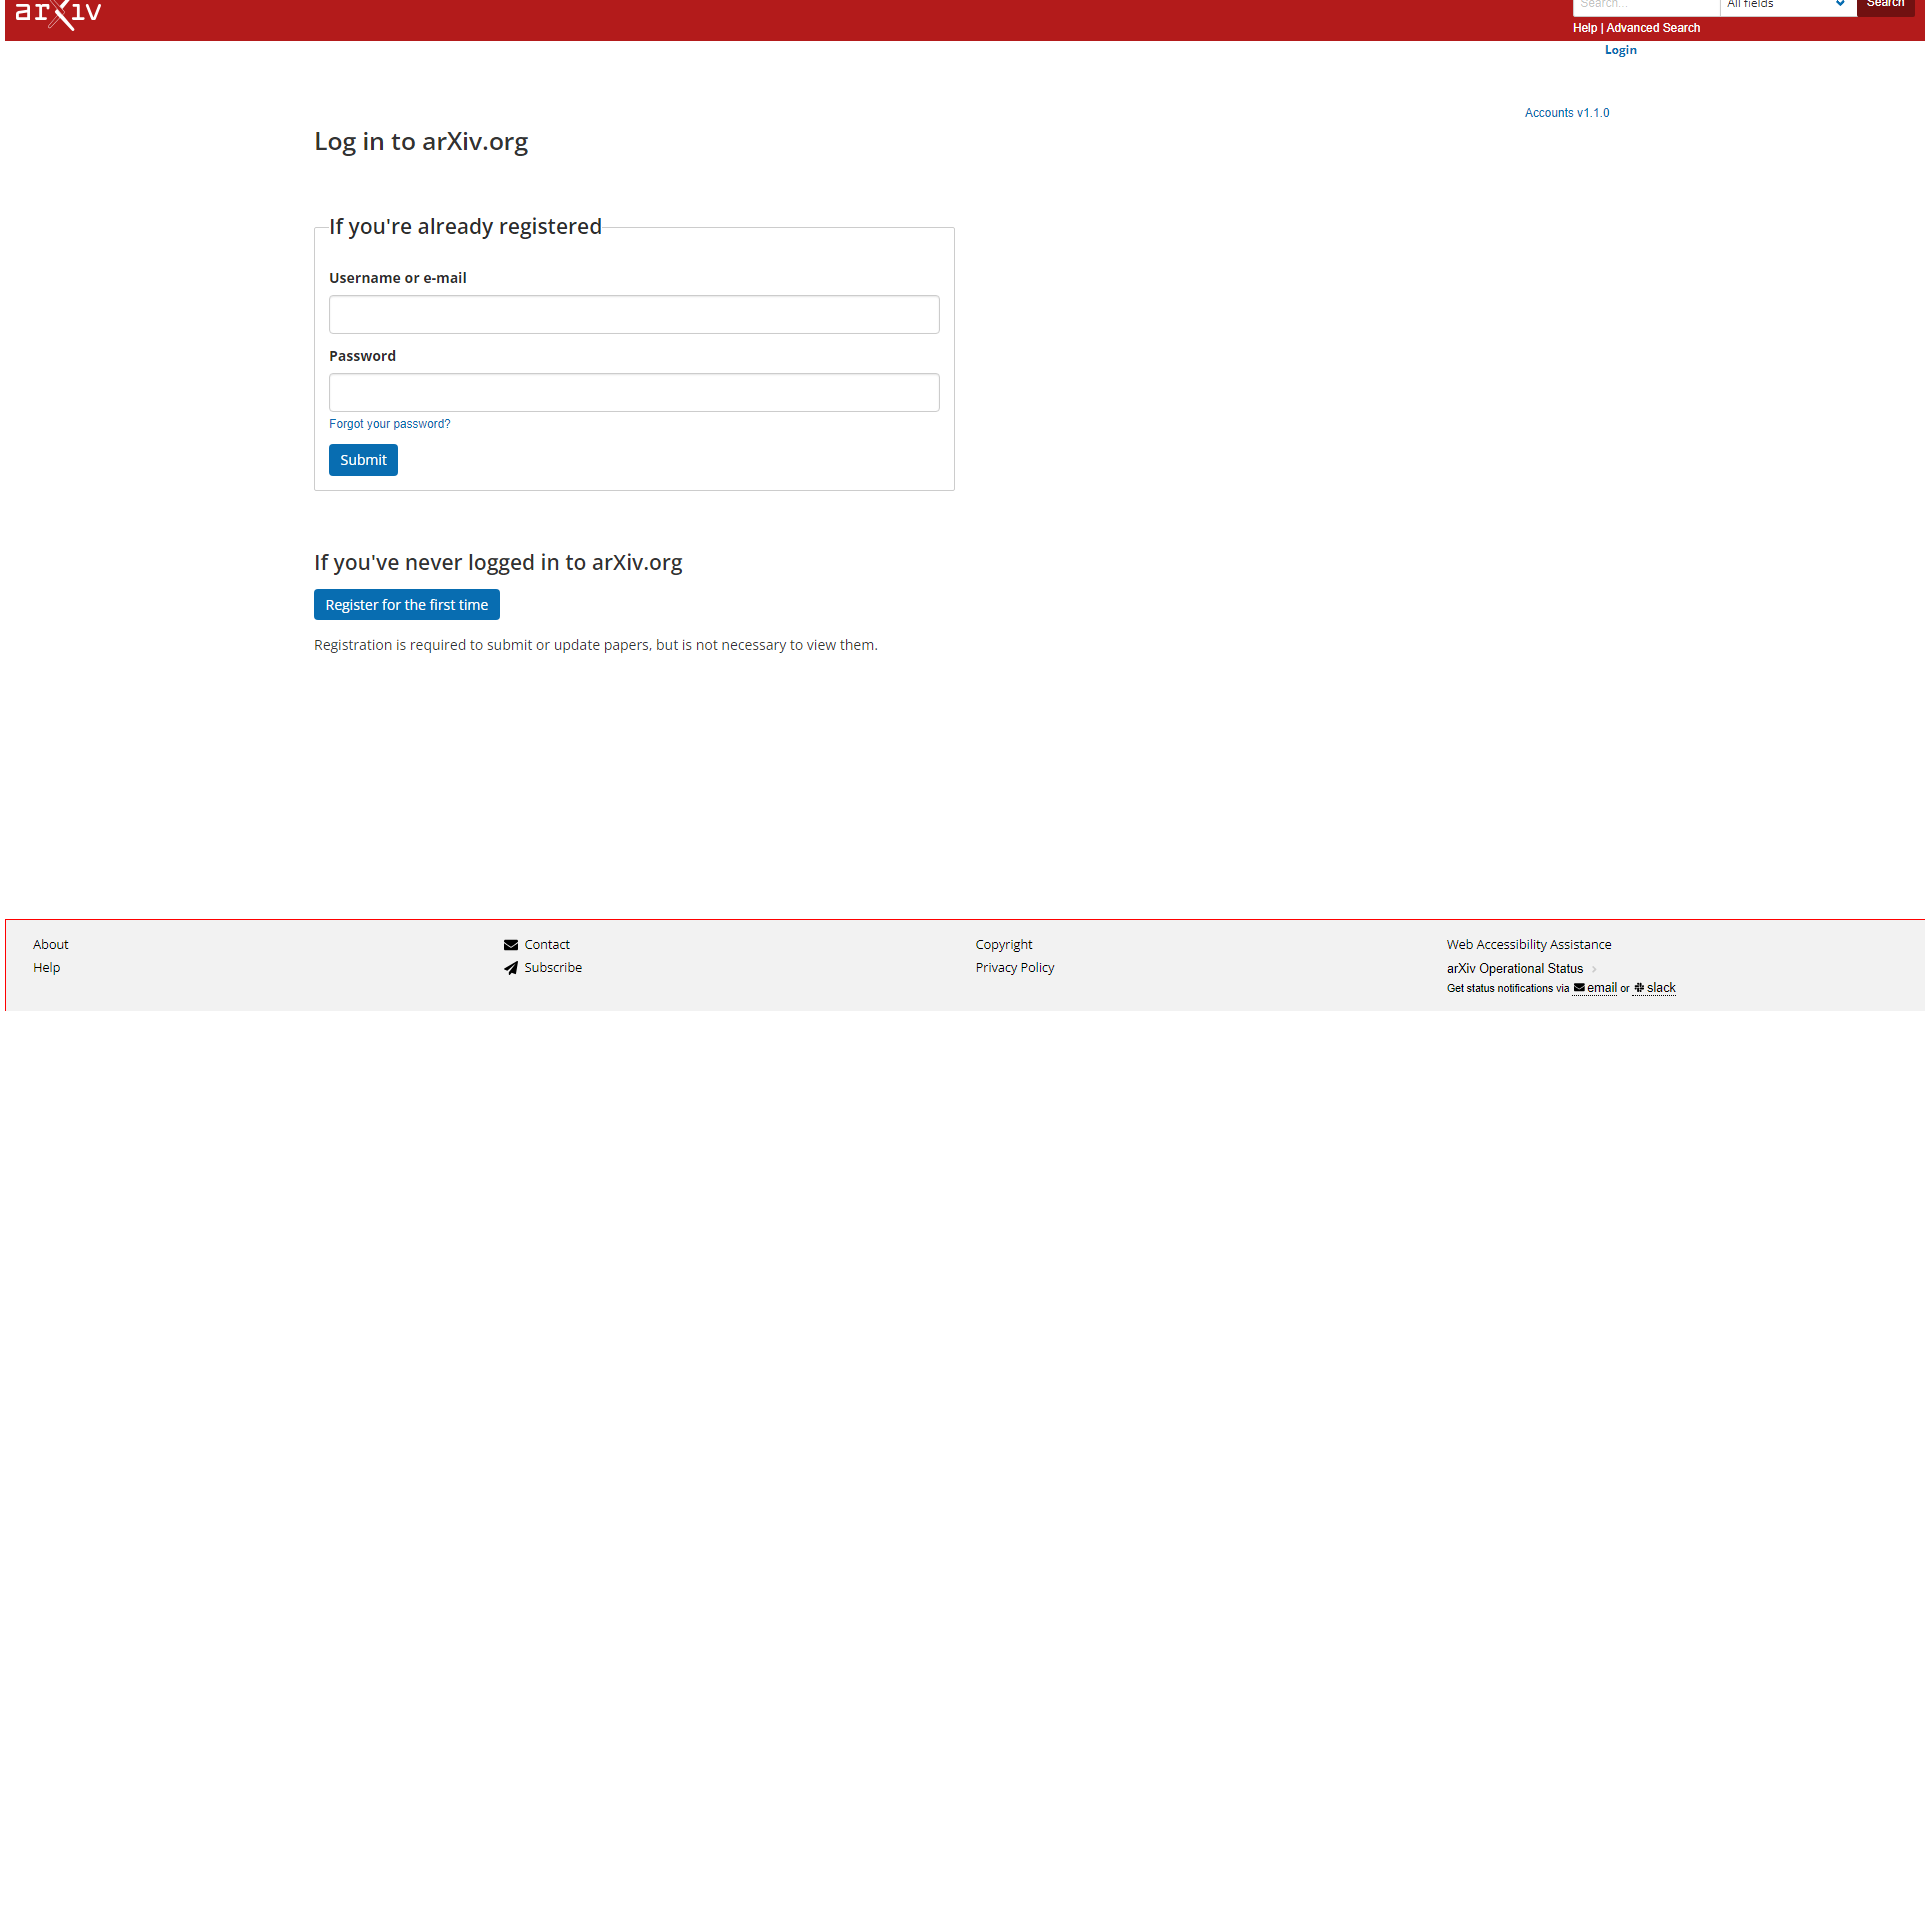 arXiv
Search...
All fields
Search
Help | Advanced Search
Login
Accounts v1.1.0
Log in to arXiv.org
If you're already registered
Username or e-mail
Password
Forgot your password?
Submit
If you've never logged in to arXiv.org
Register for the first time
Registration is required to submit or update papers, but is not necessary to view them.
About
Help
Contact
Subscribe
Copyright
Privacy Policy
Web Accessibility Assistance
arXiv Operational Status
Get status notifications via email or slack